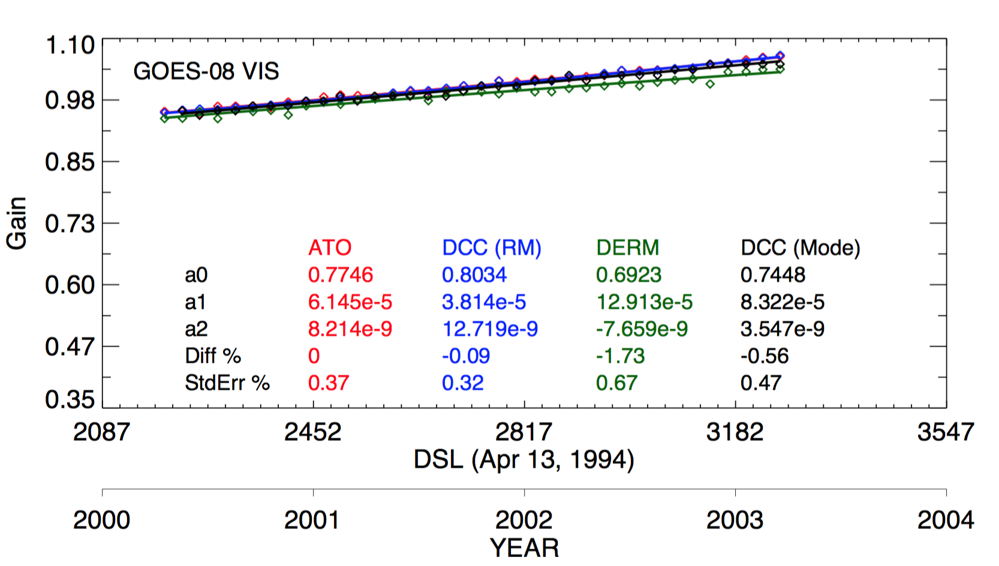 1.10
GOES-08 VIS
0.98
0.85
0.73
Gain
ATO DCC (RM) DERM DCC (Mode)
a0 0.7746 0.8034 0.6923 0.7448
0.60
a1 6.145e-5 3.814e-5 12.913e-5 8.322e-5
a2 8.214e-9 12.719e-9 -7.659e-9 3.547e-9
0.47
Diff % 0 -0.09 -1.73 -0.56
StdErr % 0.37 0.32 0.67 0.47
0.35
2087 2452 2817 3182 3547
DSL (Apr 13, 1994)
2000 2001 2002 2003 2004
YEAR